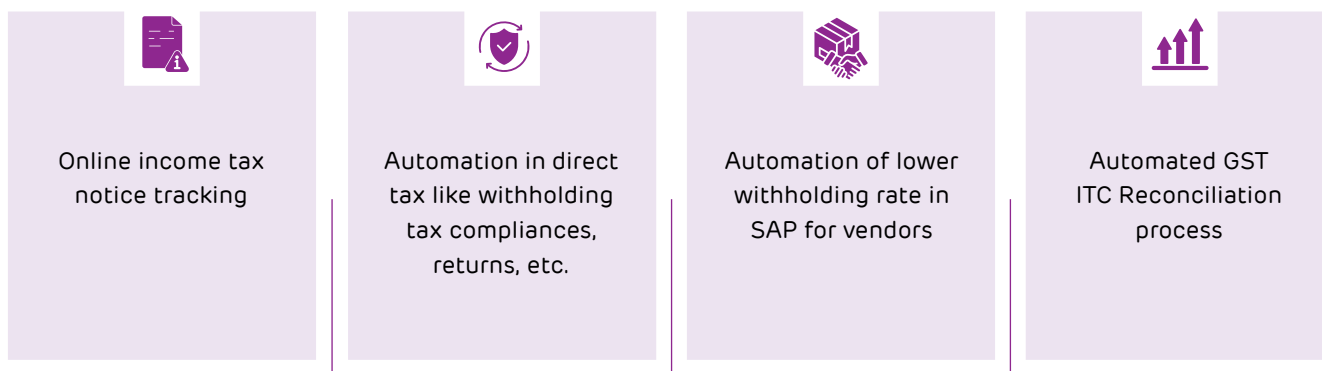 Online income tax
notice tracking
Automation in direct
tax like withholding
tax compliances,
returns, etc.
Automation of lower
withholding rate in
SAP for vendors
Automated GST
ITC Reconciliation
process